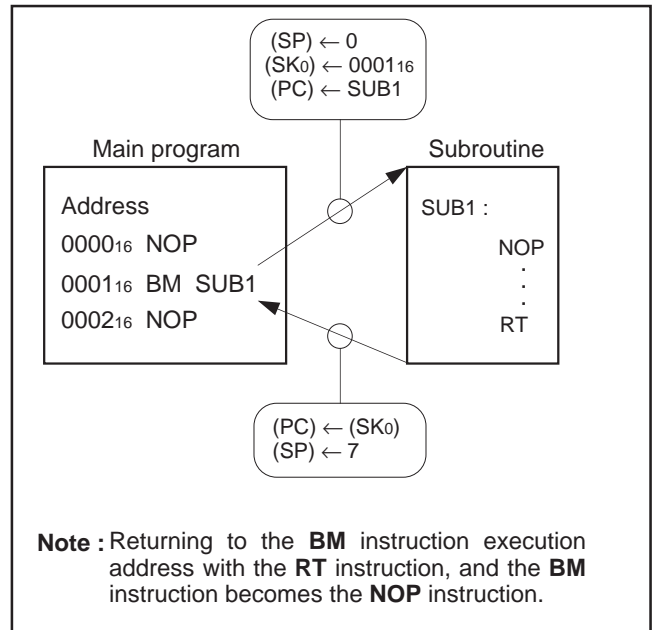 (SP) ← 0
(SK0) ← 000116
(PC) ← SUB1
Main program
Subroutine
Address
000016 NOP
000116 BM SUB1
000216 NOP
SUB1 :
NOP
.
.
.
RT
(PC) ← (SK0)
(SP) ← 7
Note : Returning to the BM instruction execution
address with the RT instruction, and the BM
instruction becomes the NOP instruction.